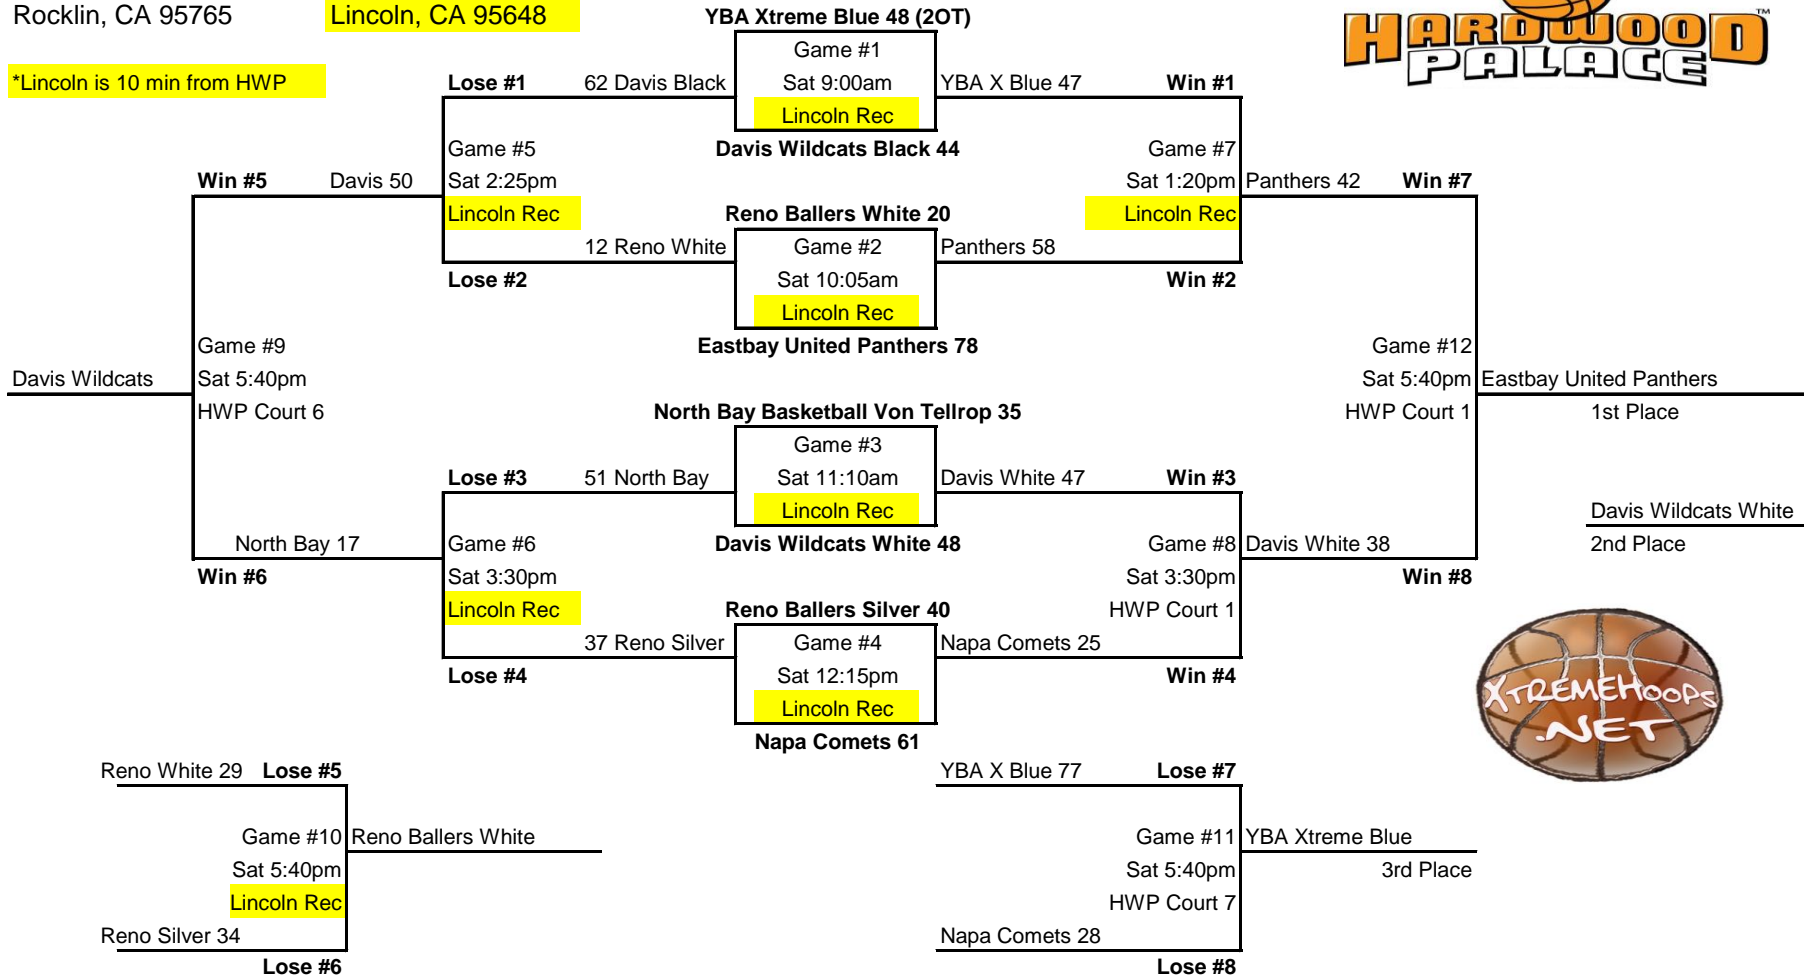 Rocklin, CA 95765
Lincoln, CA 95648
YBA Xtreme Blue 48 (2OT)
HARDWOOD
PALACE
TM
Game #1
*Lincoln is 10 min from HWP
Lose #1
62 Davis Black
Sat 9:00am
YBA X Blue 47
Win #1
Lincoln Rec
Game #5
Davis Wildcats Black 44
Game #7
Win #5
Davis 50
Sat 2:25pm
Sat 1:20pm
Panthers 42
Win #7
Lincoln Rec
Reno Ballers White 20
Lincoln Rec
12 Reno White
Game #2
Panthers 58
Lose #2
Sat 10:05am
Win #2
Lincoln Rec
Game #9
Eastbay United Panthers 78
Game #12
Davis Wildcats
Sat 5:40pm
Sat 5:40pm
Eastbay United Panthers
HWP Court 6
North Bay Basketball Von Tellrop 35
HWP Court 1
1st Place
Game #3
Lose #3
51 North Bay
Sat 11:10am
Davis White 47
Win #3
Lincoln Rec
Davis Wildcats White
North Bay 17
Game #6
Davis Wildcats White 48
Game #8
Davis White 38
2nd Place
Win #6
Sat 3:30pm
Sat 3:30pm
Win #8
Lincoln Rec
Reno Ballers Silver 40
HWP Court 1
37 Reno Silver
Game #4
Napa Comets 25
Lose #4
Sat 12:15pm
Win #4
Lincoln Rec
XTREMEHOOPS
.NET
Napa Comets 61
Reno White 29
Lose #5
YBA X Blue 77
Lose #7
Game #10
Reno Ballers White
Game #11
YBA Xtreme Blue
Sat 5:40pm
Sat 5:40pm
3rd Place
Lincoln Rec
HWP Court 7
Reno Silver 34
Napa Comets 28
Lose #6
Lose #8